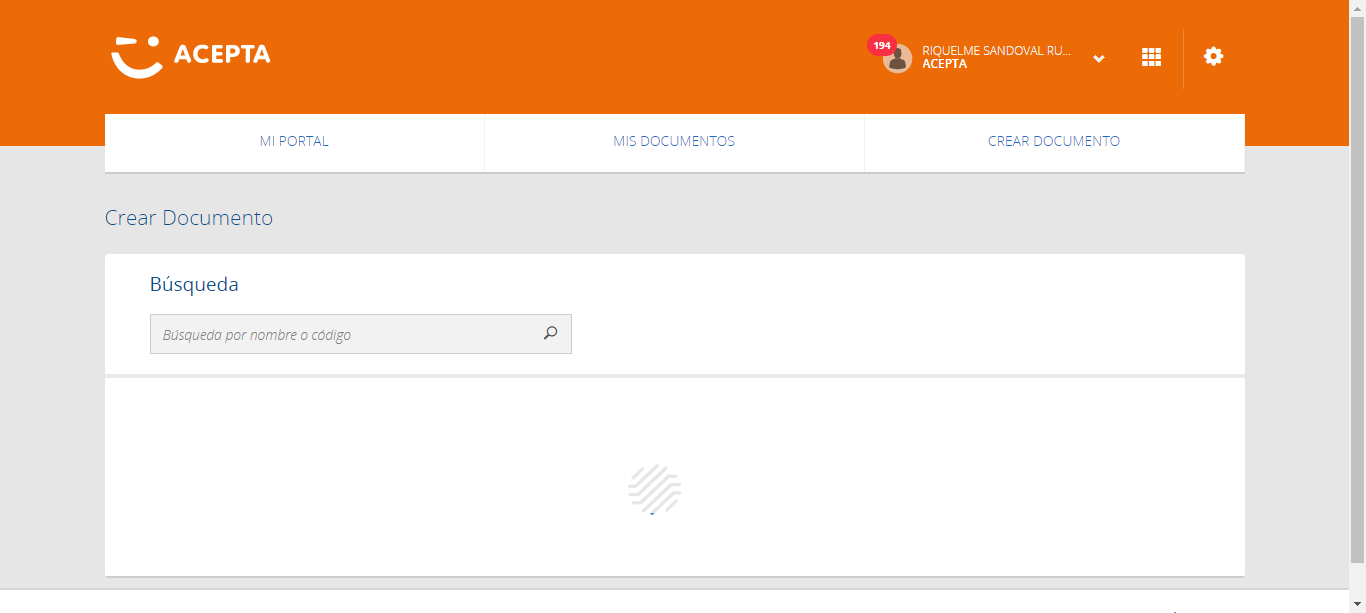 ACEPTA
194
RIQUELME SANDOVAL RU...
ACEPTA
MI PORTAL
MIS DOCUMENTOS
CREAR DOCUMENTO
Crear Documento
Búsqueda
Búsqueda por nombre o código